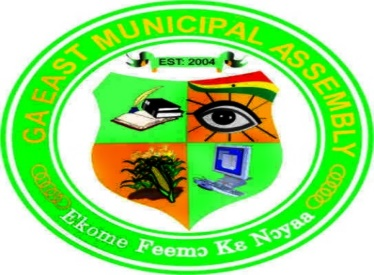 GA EAST MUNICIPAL ASSEMBLY
EST: 2004
Ekome Feemɔ Kɛ Nɔyaa